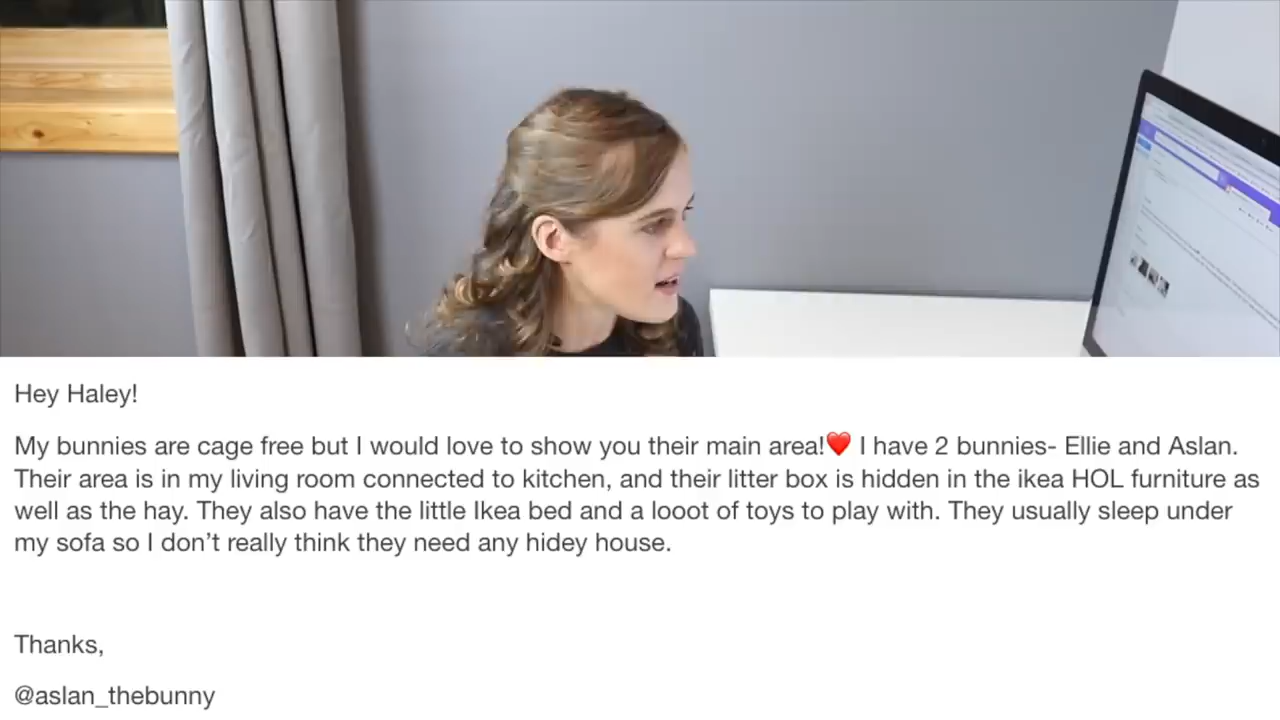 Hey Haley!
My bunnies are cage free but I would love to show you their main area!❤️ I have 2 bunnies- Ellie and Aslan.
Their area is in my living room connected to kitchen, and their litter box is hidden in the ikea HOL furniture as
well as the hay. They also have the little Ikea bed and a looot of toys to play with. They usually sleep under
my sofa so I don’t really think they need any hidey house.
Thanks,
@aslan_thebunny